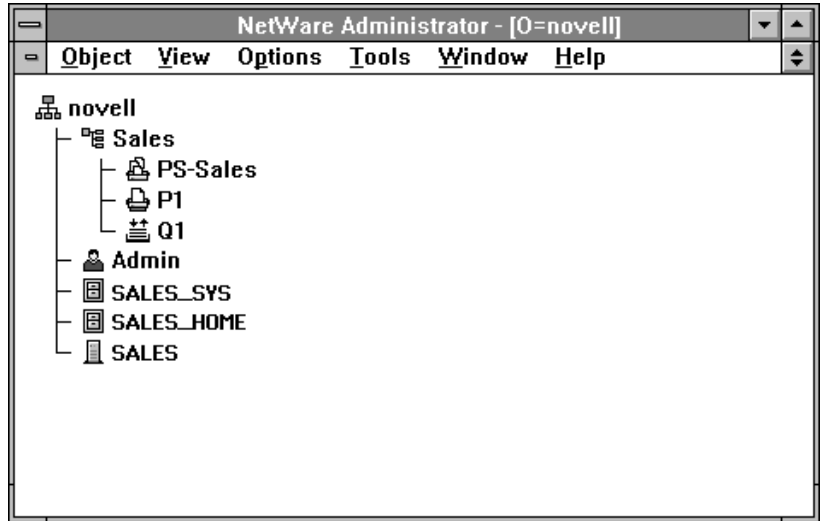 NetWare Administrator - [O=novell]
Object View Options Tools Window Help
novell
Sales
PS-Sales
P1
Q1
Admin
SALES_SYS
SALES_HOME
SALES